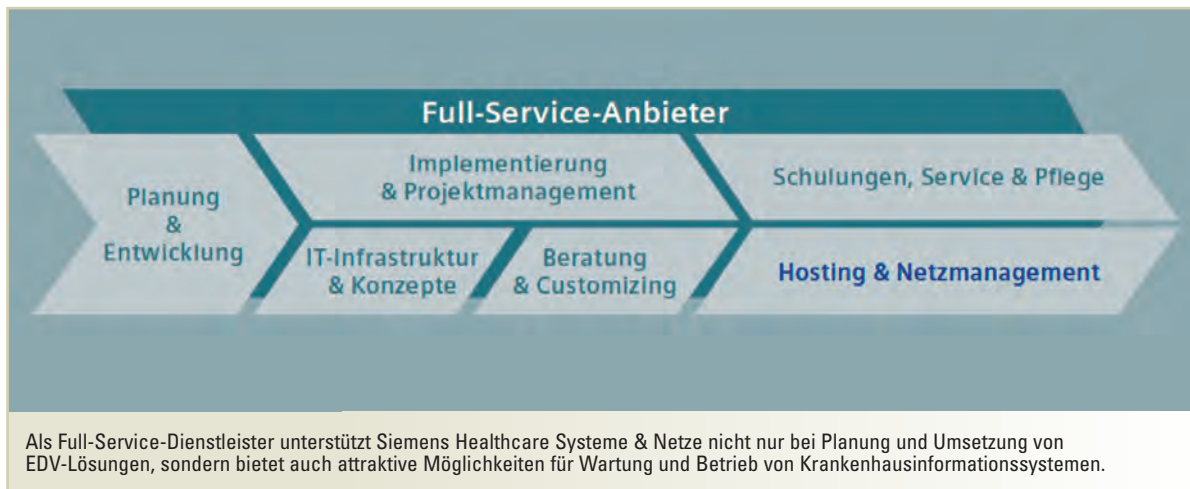 Full-Service-Anbieter
Planung
&
Entwicklung
Implementierung
& Projektmanagement
Schulungen, Service & Pflege
IT-Infrastruktur
& Konzepte
Beratung
& Customizing
Hosting & Netzmanagement
Als Full-Service-Dienstleister unterstützt Siemens Healthcare Systeme & Netze nicht nur bei Planung und Umsetzung von
EDV-Lösungen, sondern bietet auch attraktive Möglichkeiten für Wartung und Betrieb von Krankenhausinformationssystemen.